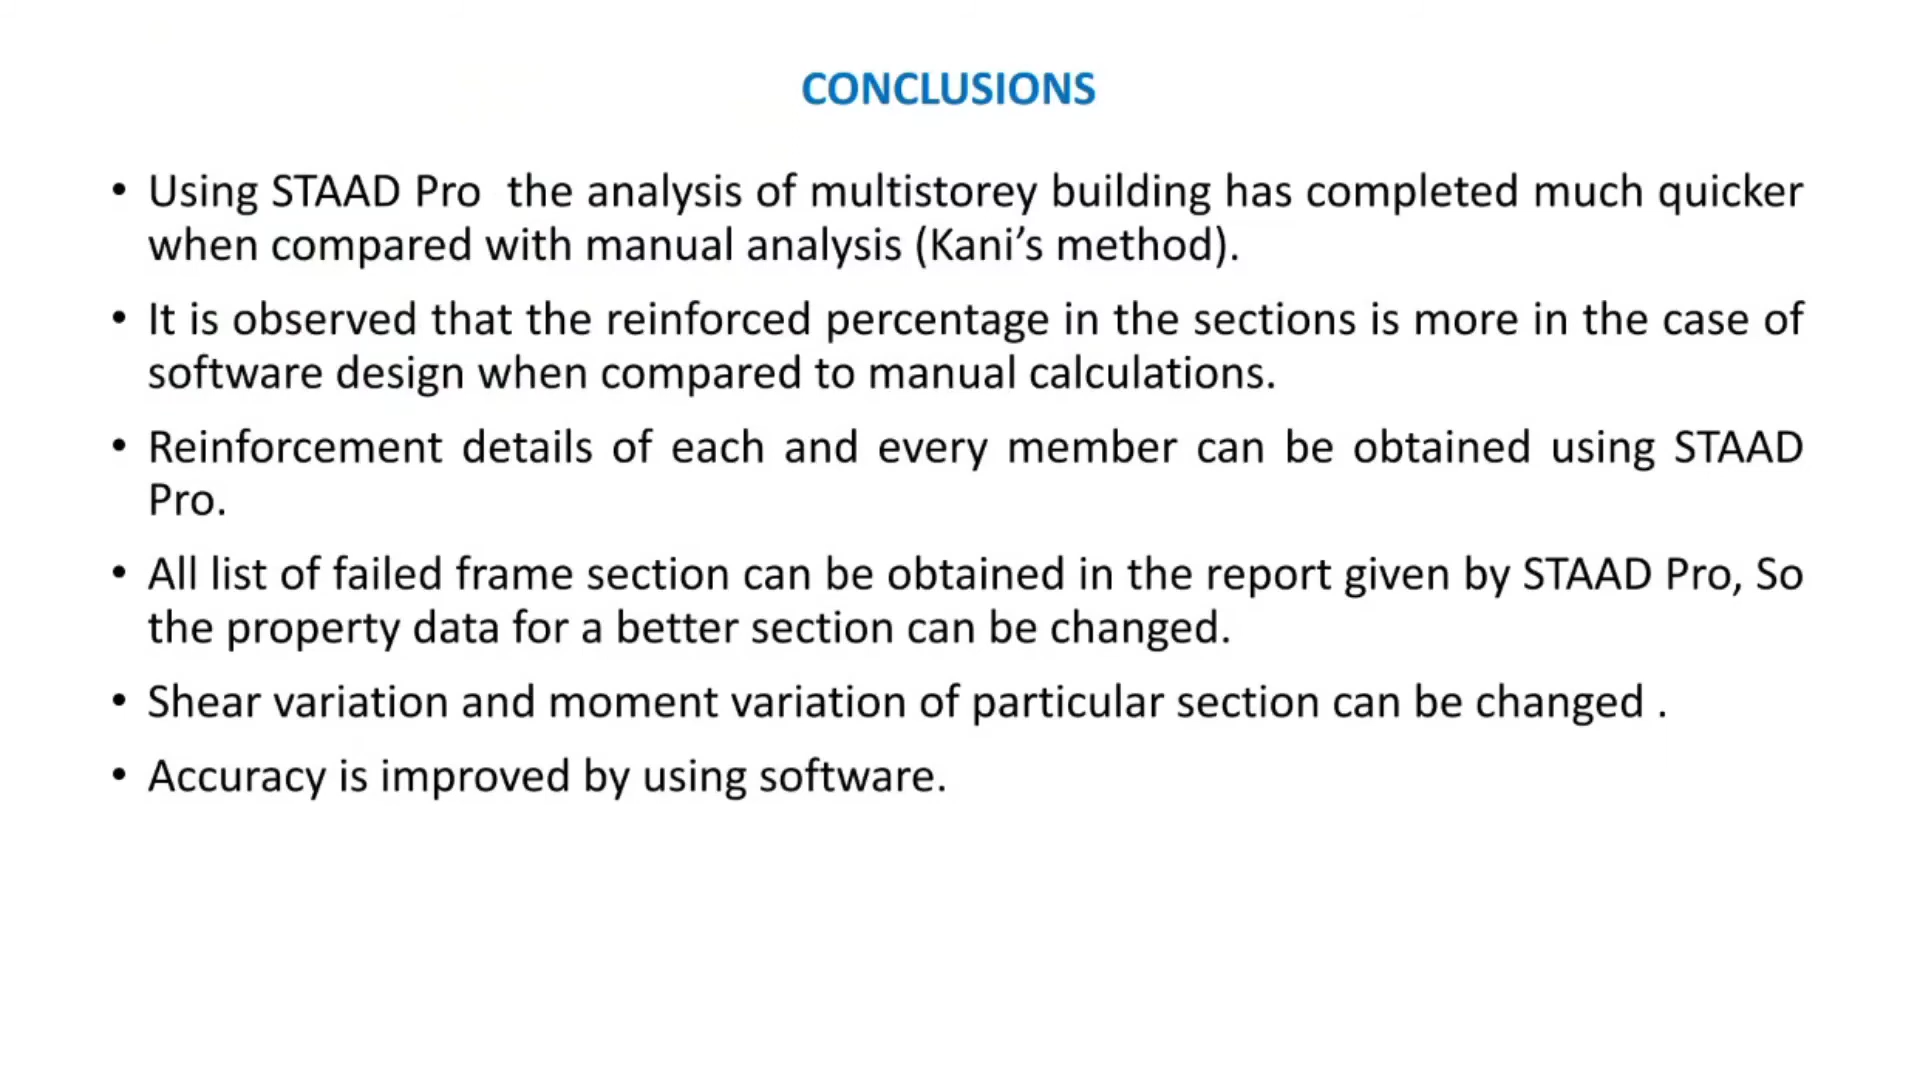 CONCLUSIONS
• Using STAAD Pro  the analysis of multistorey building has completed much quicker
when compared with manual analysis (Kani’s method).
• It is observed that the reinforced percentage in the sections is more in the case of
software design when compared to manual calculations.
• Reinforcement details of each and every member can be obtained using STAAD
Pro.
• All list of failed frame section can be obtained in the report given by STAAD Pro, So
the property data for a better section can be changed.
• Shear variation and moment variation of particular section can be changed .
• Accuracy is improved by using software.